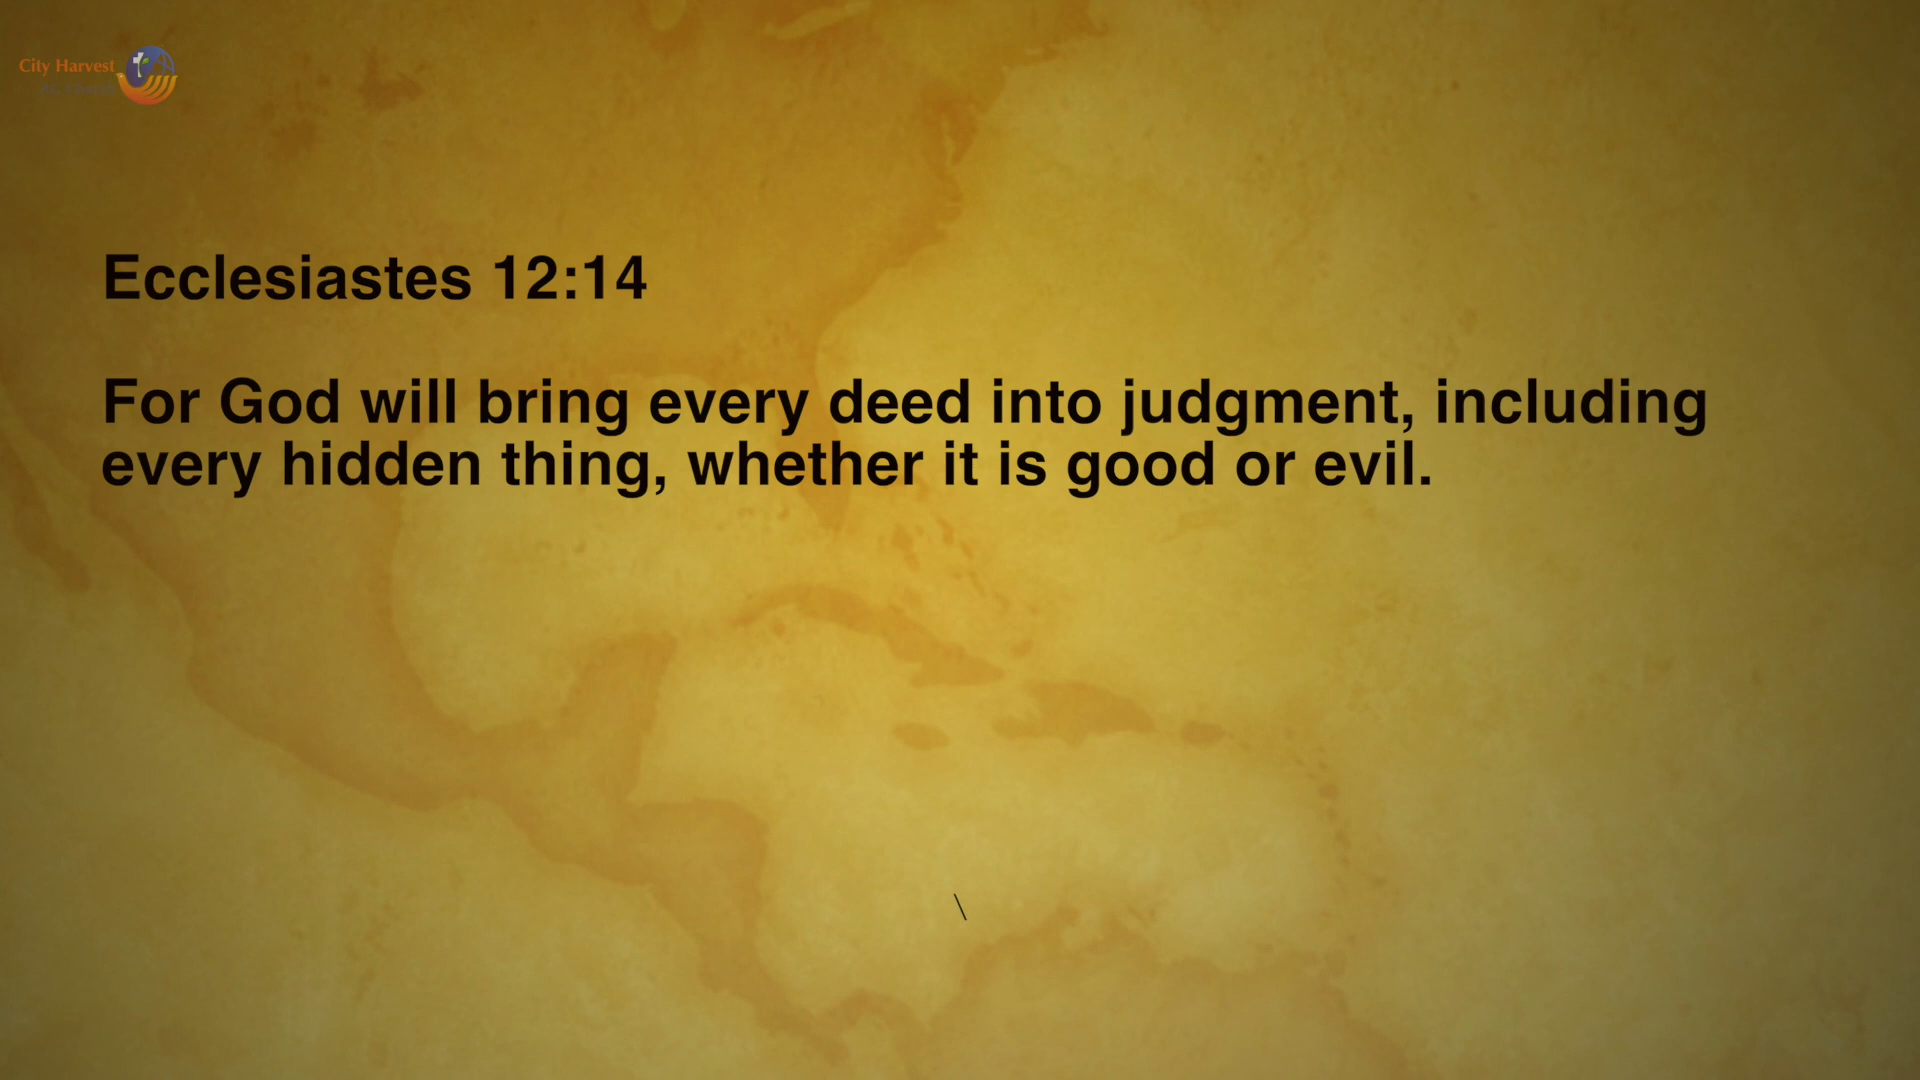 City Harvest
Ecclesiastes 12:14
For God will bring every deed into judgment, including
every hidden thing, whether it is good or evil.
\